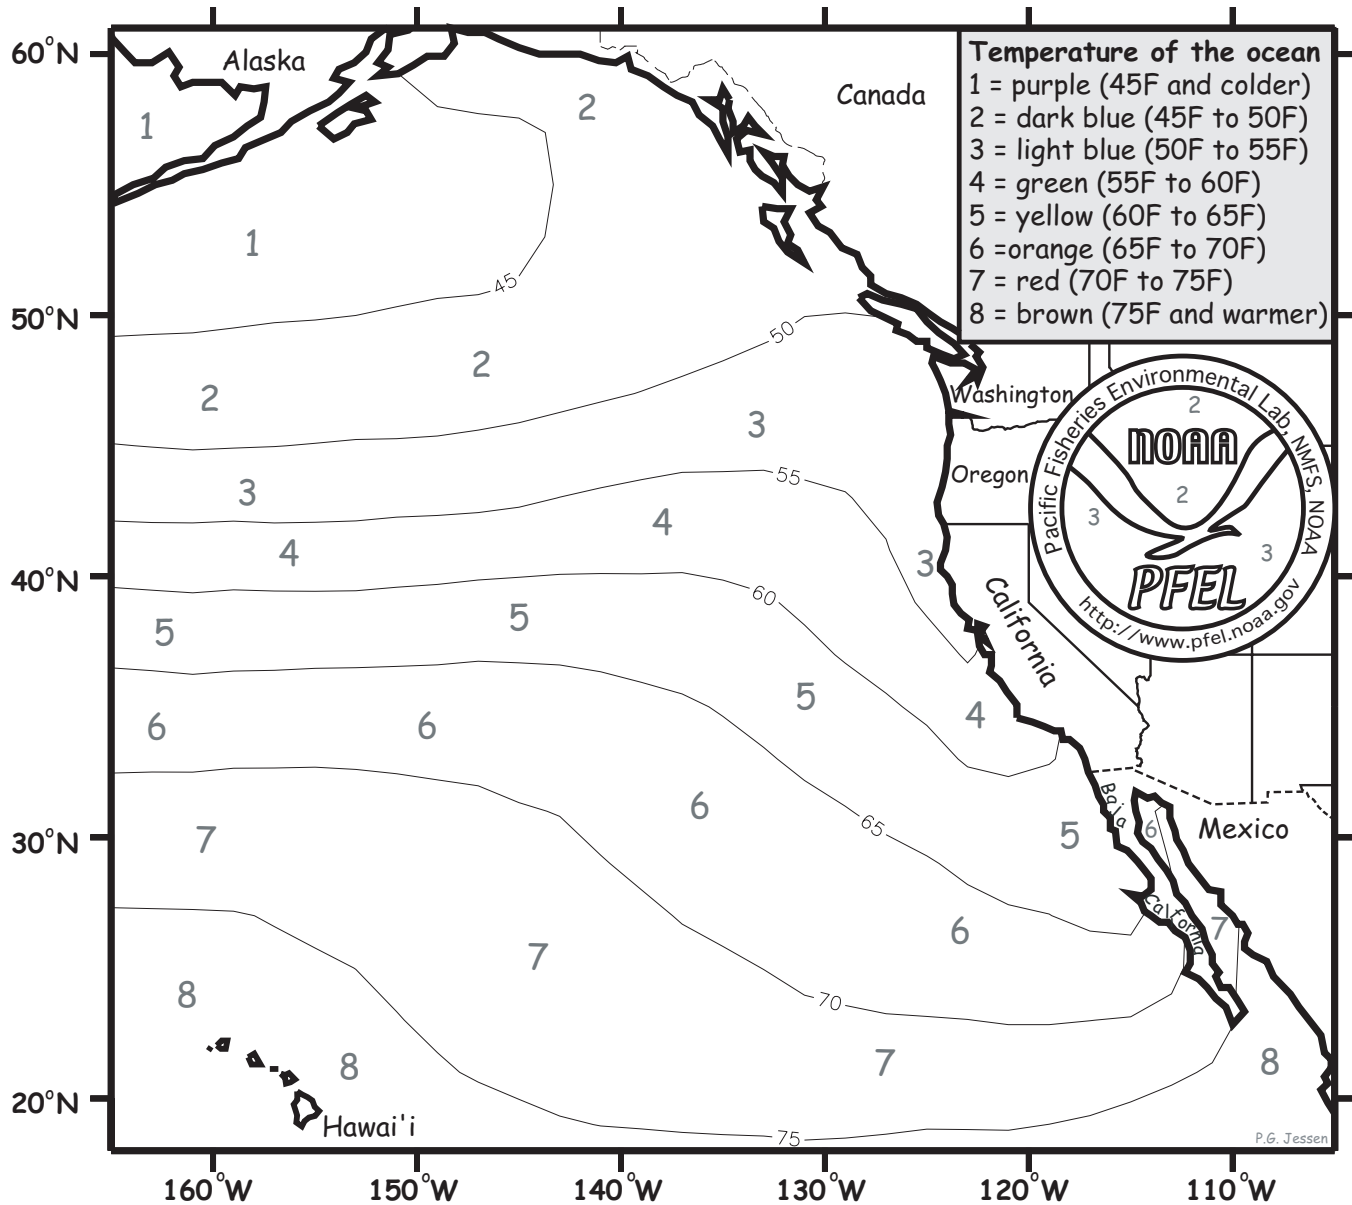 60°N
50°N
40°N
30°N
20°N
160°W
150°W
140°W
130°W
120°W
110°W
Temperature of the ocean
1 = purple (45F and colder)
2 = dark blue (45F to 50F)
3 = light blue (50F to 55F)
4 = green (55F to 60F)
5 = yellow (60F to 65F)
6 =orange (65F to 70F)
7 = red (70F to 75F)
8 = brown (75F and warmer)
Alaska
Canada
1
2
1
45
50
2
2
3
Washington
Oregon
California
Pacific Fisheries Environmental Lab, NMFS, NOAA
2
NOAA
2
3
3
PFEL
http://www.pfel.noaa.gov
3
55
4
4
3
60
5
5
5
4
6
6
6
65
5
Baja
California
6
Mexico
7
7
6
7
70
7
8
8
8
Hawai'i
75
P.G. Jessen